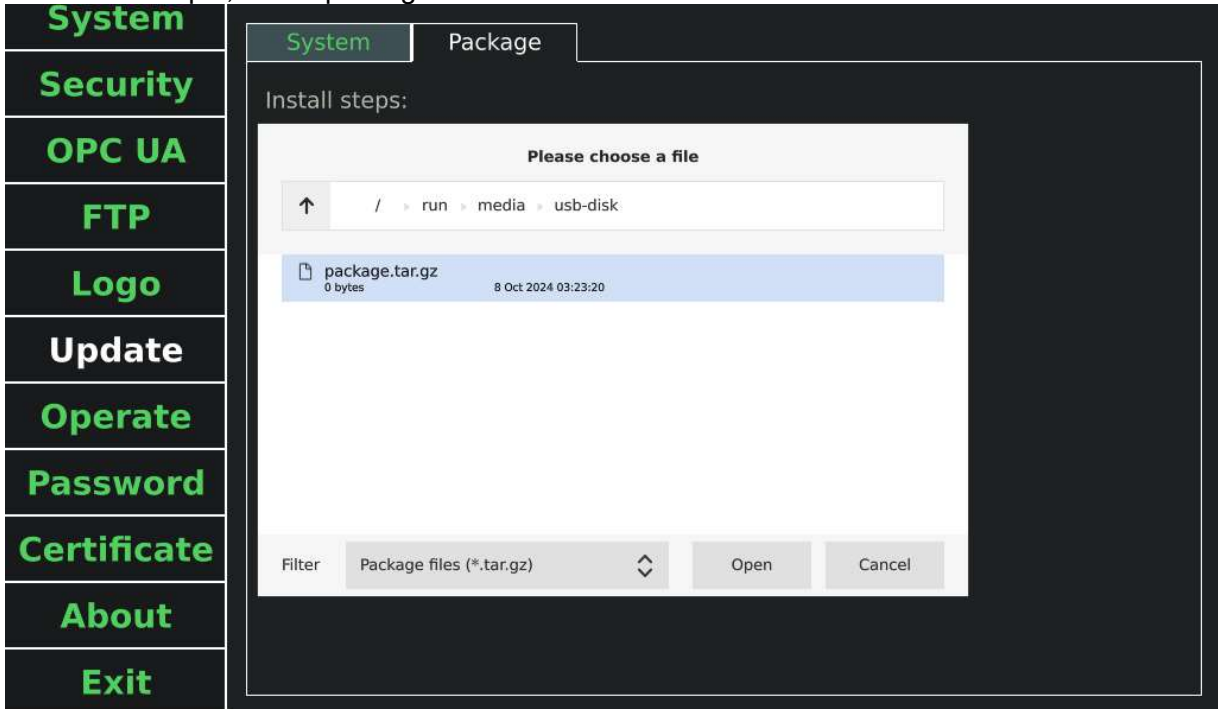 System
Security
OPC UA
FTP
Logo
Update
Operate
Password
Certificate
About
Exit
System Package
Install steps:
Please choose a file
/ run media usb-disk
package.tar.gz
0 bytes 8 Oct 2024 03:23:20
Filter Package files (*.tar.gz) Open Cancel